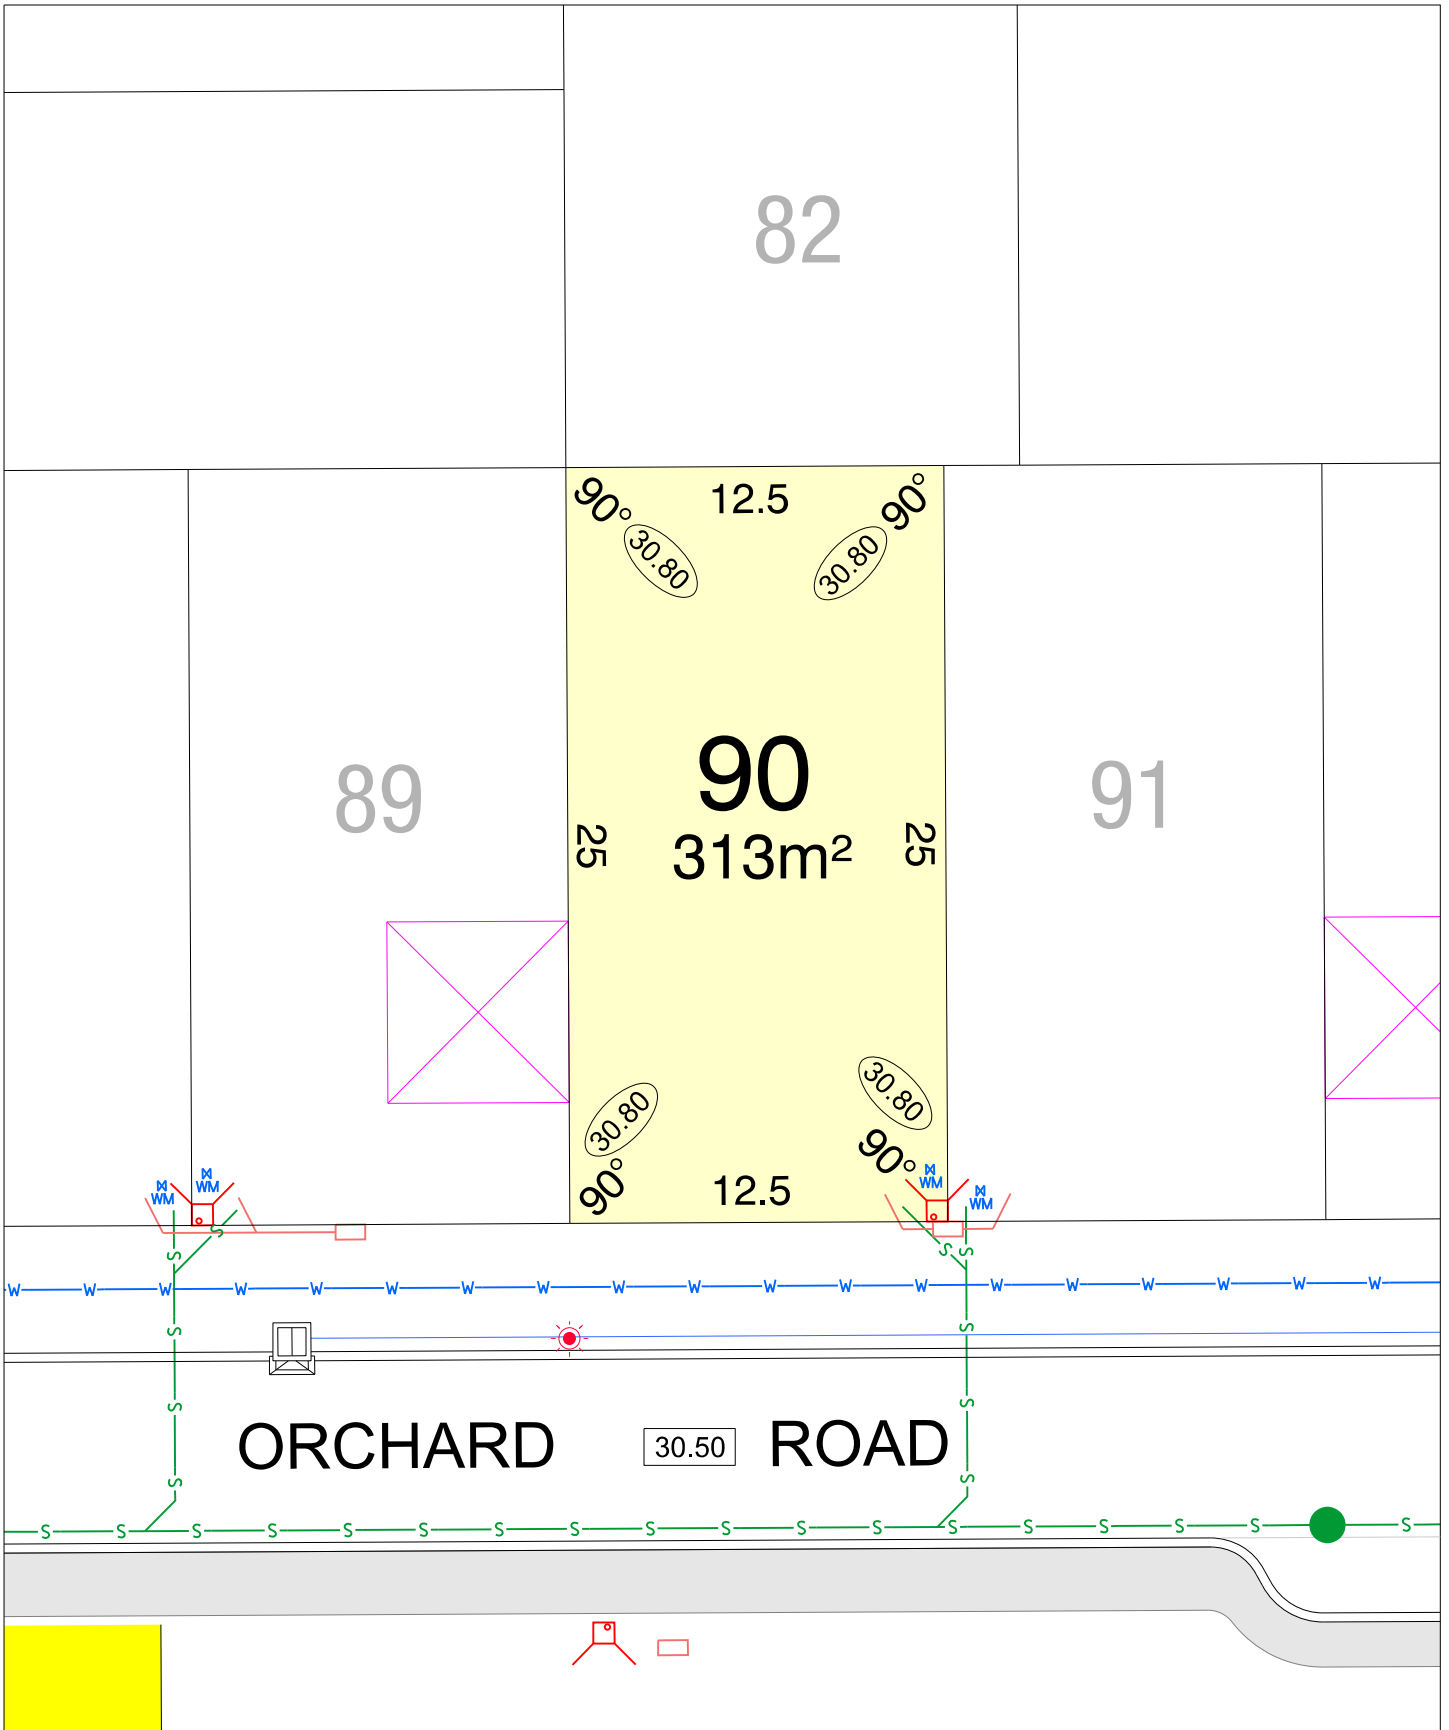 82
90° 12.5 90°
30.80 30.80
90
313m²
89
91
25 25
30.80
30.80
90° 12.5 90°
WM WM WM WM
S S S S
W W W W W W W W W W W W W W W W W W W
S S
S S
ORCHARD 30.50 ROAD
S S
S S S S S S S S S S S S S S S S S S